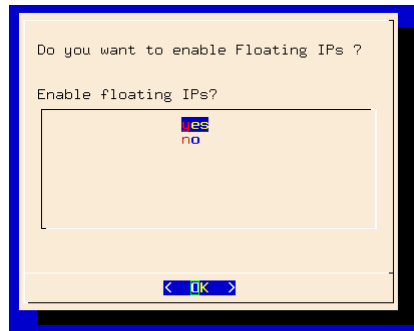 Do you want to enable Floating IPs ?
Enable floating IPs?
yes
no
< OK >